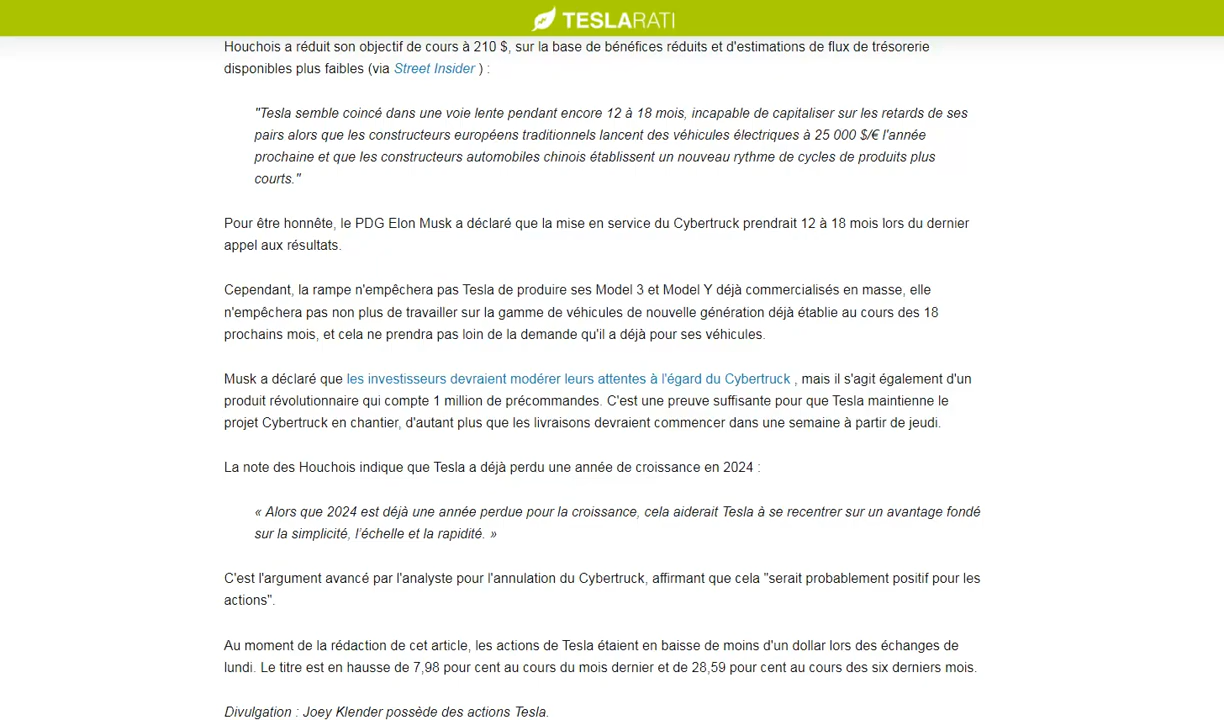 TESLARATI
Houchois a réduit son objectif de cours à 210 $, sur la base de bénéfices réduits et d'estimations de flux de trésorerie
disponibles plus faibles (via Street Insider ) :
"Tesla semble coincé dans une voie lente pendant encore 12 à 18 mois, incapable de capitaliser sur les retards de ses
pairs alors que les constructeurs européens traditionnels lancent des véhicules électriques à 25 000 $/€ l'année
prochaine et que les constructeurs automobiles chinois établissent un nouveau rythme de cycles de produits plus
courts."
Pour être honnête, le PDG Elon Musk a déclaré que la mise en service du Cybertruck prendrait 12 à 18 mois lors du dernier
appel aux résultats.
Cependant, la rampe n'empêchera pas Tesla de produire ses Model 3 et Model Y déjà commercialisés en masse, elle
n'empêchera pas non plus de travailler sur la gamme de véhicules de nouvelle génération déjà établie au cours des 18
prochains mois, et cela ne prendra pas loin de la demande qu'il a déjà pour ses véhicules.
Musk a déclaré que les investisseurs devraient modérer leurs attentes à l'égard du Cybertruck , mais il s'agit également d'un
produit révolutionnaire qui compte 1 million de précommandes. C'est une preuve suffisante pour que Tesla maintienne le
projet Cybertruck en chantier, d'autant plus que les livraisons devraient commencer dans une semaine à partir de jeudi.
La note des Houchois indique que Tesla a déjà perdu une année de croissance en 2024 :
« Alors que 2024 est déjà une année perdue pour la croissance, cela aiderait Tesla à se recentrer sur un avantage fondé
sur la simplicité, l'échelle et la rapidité. »
C'est l'argument avancé par l'analyste pour l'annulation du Cybertruck, affirmant que cela "serait probablement positif pour les
actions".
Au moment de la rédaction de cet article, les actions de Tesla étaient en baisse de moins d'un dollar lors des échanges de
lundi. Le titre est en hausse de 7,98 pour cent au cours du mois dernier et de 28,59 pour cent au cours des six derniers mois.
Divulgation : Joey Klender possède des actions Tesla.